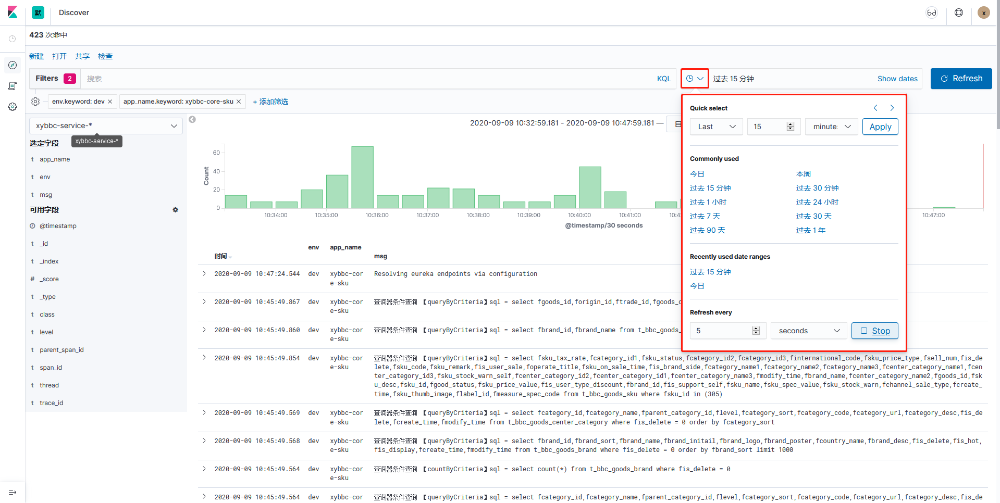 默 Discover x
423 次命中
新建 打开 共享 检查
Filters 2 搜索 KQL 过去 15 分钟 Show dates Refresh
env.keyword: dev × app_name.keyword: xybbc-core-sku × + 添加筛选
xybbc-service-*
xybbc-service-*
选定字段
t app_name
t env
t msg
可用字段
@timestamp
t _id
t _index
# _score
t _type
t class
t level
t parent_span_id
t span_id
t thread
t trace_id
2020-09-09 10:32:59.181 - 2020-09-09 10:47:59.181 — 自
Count
60
40
20
0
10:34:00 10:35:00 10:36:00 10:37:00 10:38:00 10:39:00 10:40:00 10:41:00 10:42 10:47:00
@timestamp/30 seconds
时间 env app_name msg
2020-09-09 10:47:24.544 dev xybbc-cor Resolving eureka endpoints via configuration
e-sku
2020-09-09 10:45:49.867 dev xybbc-cor 查询器条件查询 【queryByCriteria】sql = select fgoods_id,forigin_id,ftrade_id,fgoods_c
e-sku
2020-09-09 10:45:49.860 dev xybbc-cor 查询器条件查询 【queryByCriteria】sql = select fbrand_id,fbrand_name from t_bbc_goods_
e-sku
2020-09-09 10:45:49.854 dev xybbc-cor 查询器条件查询 【queryByCriteria】sql = select fsku_tax_rate,fcategory_id1,fsku_status,fcategory_id2,fcategory_id3,finternational_code,fsku_price_type,fsell_num,fis_de
e-sku lete,fsku_code,fsku_remark,fis_user_sale,foperate_title,fsku_on_sale_time,fis_brand_side,fcategory_name1,fcategory_name2,fcategory_name3,fcenter_category_name1,fcen
ter_category_id3,fsku_stock_warn_self,fcenter_category_id2,fcenter_category_id1,fcenter_category_name3,fmodify_time,fbrand_name,fcenter_category_name2,fgoods_id,fsk
u_desc,fsku_id,fgood_status,fsku_price_value,fis_user_type_discount,fbrand_id,fis_support_self,fsku_name,fsku_spec_value,fsku_stock_warn,fchannel_sale_type,fcreate_
time,fsku_thumb_image,flabel_id,fmeasure_spec_code from t_bbc_goods_sku where fsku_id in (305)
2020-09-09 10:45:49.569 dev xybbc-cor 查询器条件查询 【queryByCriteria】sql = select fcategory_id,fcategory_name,fparent_category_id,flevel,fcategory_sort,fcategory_code,fcategory_url,fcategory_desc,fis_de
e-sku lete,fcreate_time,fmodify_time from t_bbc_goods_center_category where fis_delete = 0 order by fcategory_sort
2020-09-09 10:45:49.568 dev xybbc-cor 查询器条件查询 【queryByCriteria】sql = select fbrand_id,fbrand_sort,fbrand_name,fbrand_initail,fbrand_logo,fbrand_poster,fcountry_name,fbrand_desc,fis_delete,fis_hot,
e-sku fis_display,fcreate_time,fmodify_time from t_bbc_goods_brand where fis_delete = 0 order by fbrand_sort limit 1000
2020-09-09 10:45:49.564 dev xybbc-cor 查询器条件查询 【countByCriteria】sql = select count(*) from t_bbc_goods_brand where fis_delete = 0
e-sku
2020-09-09 10:45:49.564 dev xybbc-cor 查询器条件查询 【queryByCriteria】sql = select fcategory_id,fcategory_name,fparent_category_id,flevel,fcategory_sort,fcategory_code,fcategory_url,fcategory_desc,fis_de
Quick select
Last 15 minutes Apply
Commonly used
今日 本周
过去 15 分钟 过去 30 分钟
过去 1 小时 过去 24 小时
过去 7 天 过去 30 天
过去 90 天 过去 1 年
Recently used date ranges
过去 15 分钟
今日
Refresh every
5 seconds Stop